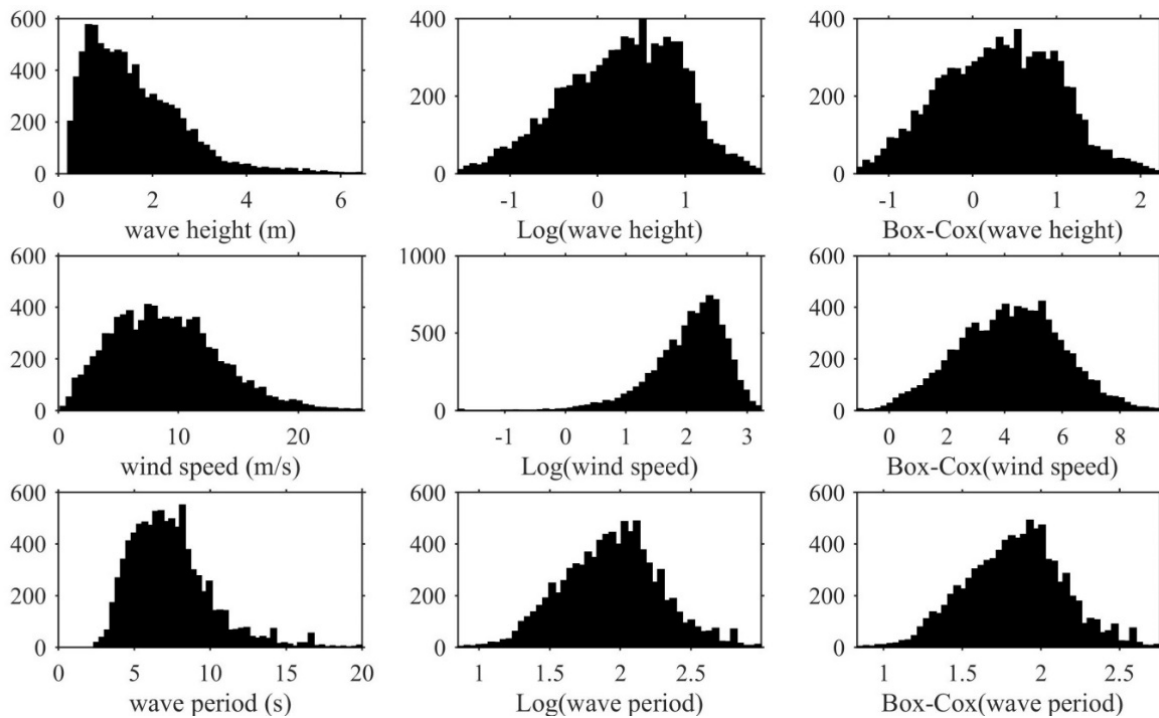 600
400
200
0
0 2 4 6
wave height (m)
400
200
0
-1 0 1
Log(wave height)
400
200
0
-1 0 1 2
Box-Cox(wave height)
600
400
200
0
0 10 20
wind speed (m/s)
1000
500
0
-1 0 1 2 3
Log(wind speed)
600
400
200
0
0 2 4 6 8
Box-Cox(wind speed)
600
400
200
0
0 5 10 15 20
wave period (s)
600
400
200
0
1 1.5 2 2.5
Log(wave period)
600
400
200
0
1 1.5 2 2.5
Box-Cox(wave period)